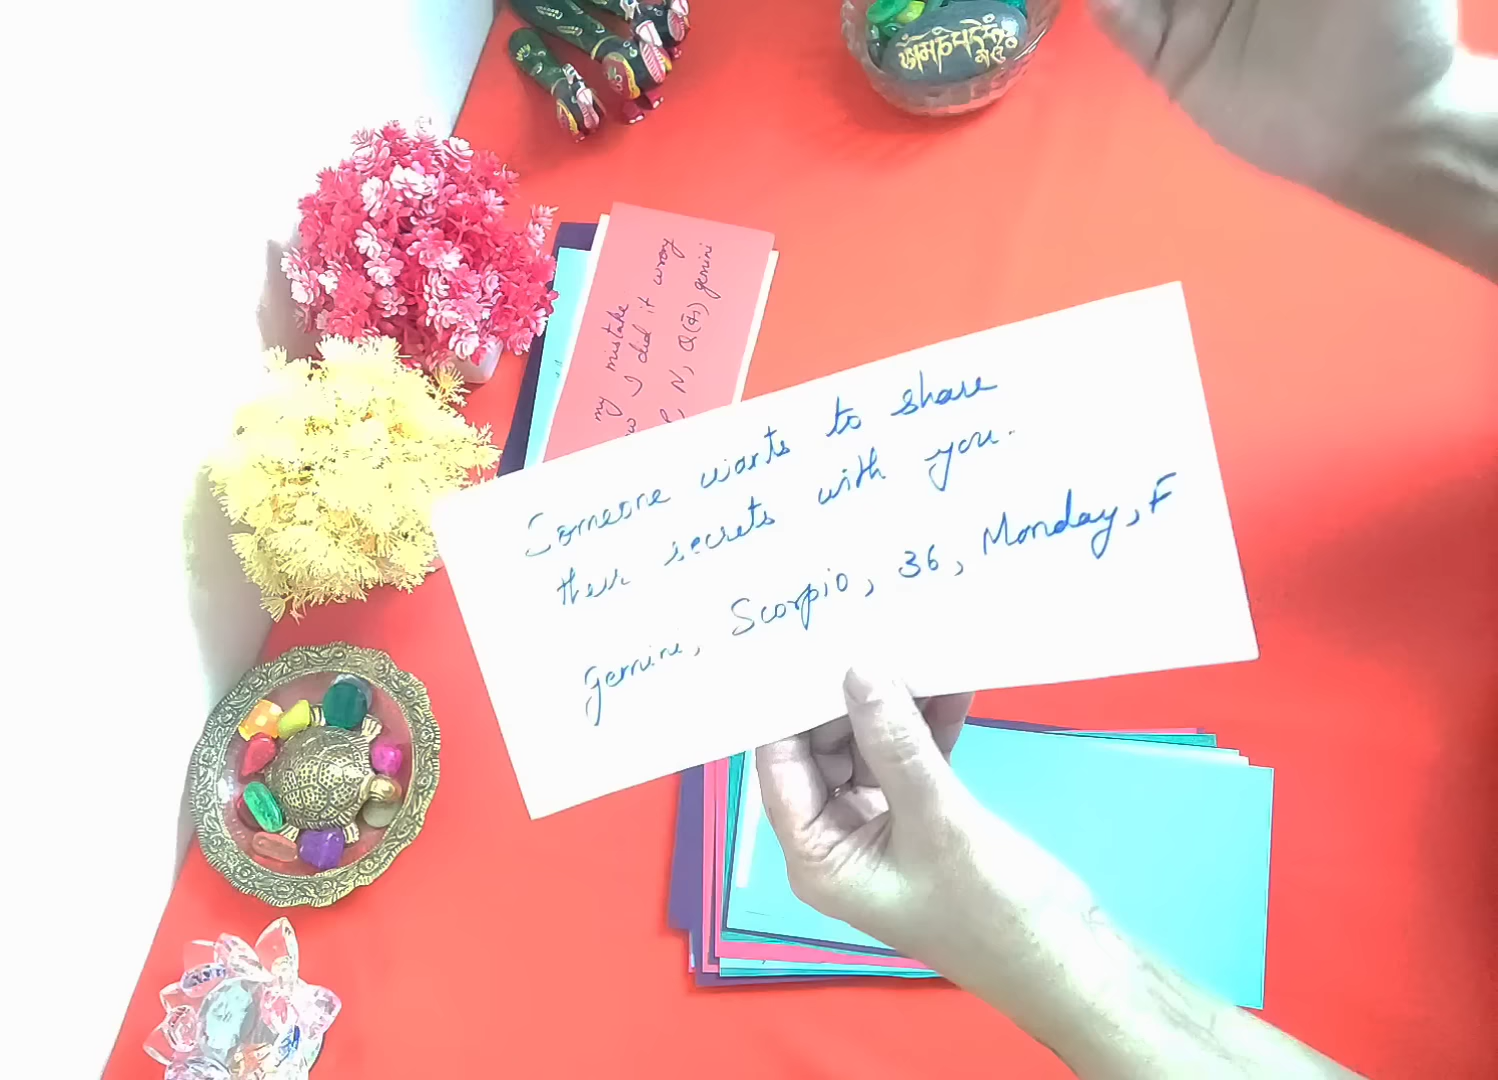 Someone wants to share
their secrets with you.
Gemini, Scorpio, 36, Monday, F
my mistake
I did it wrong
N, Q(क), gemini